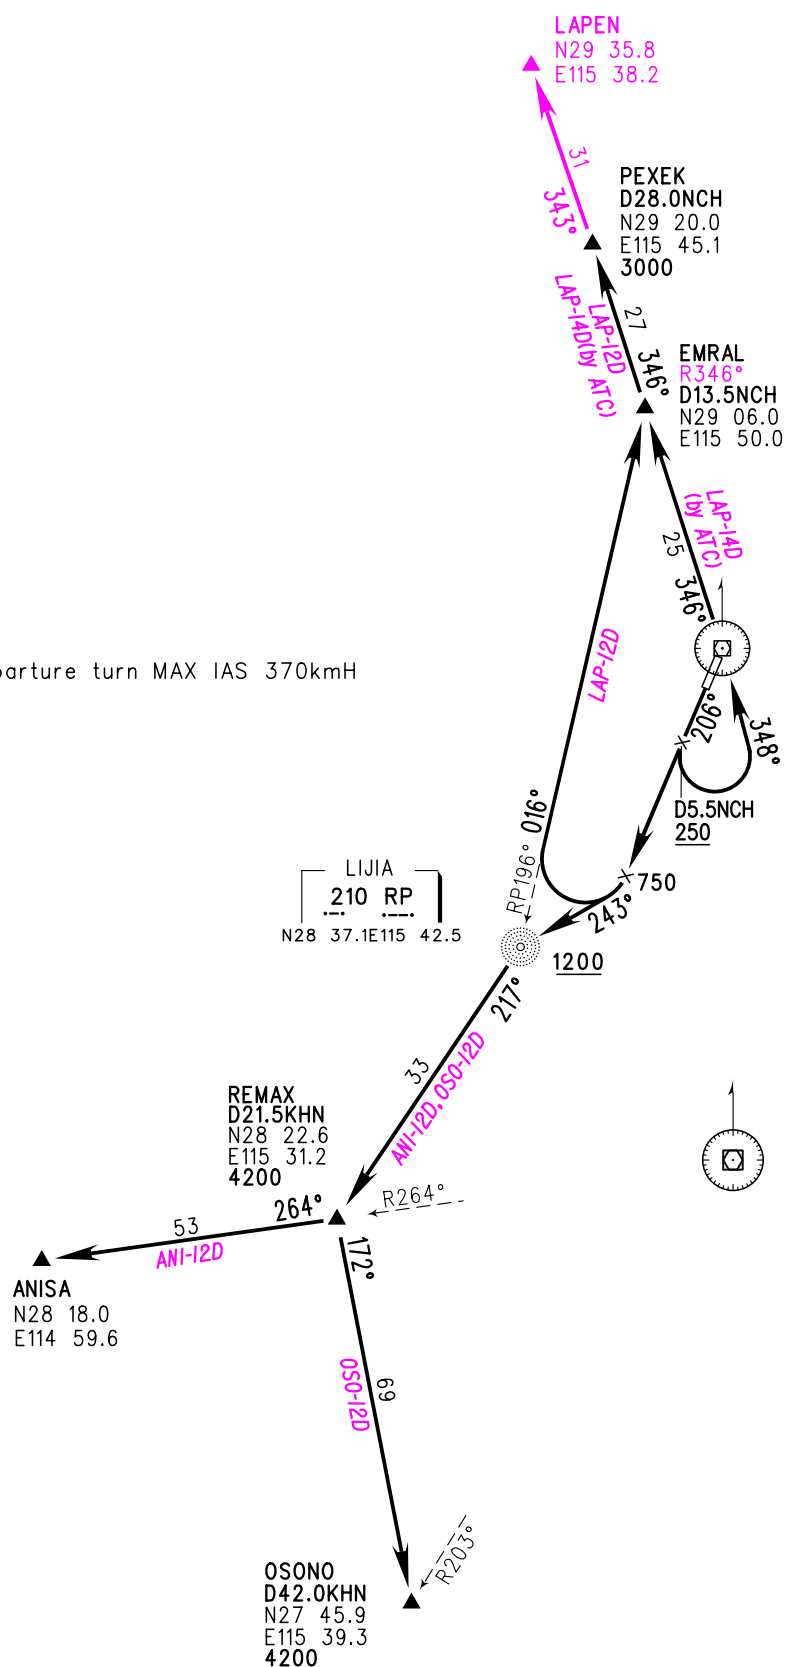 LAPEN
N29 35.8
E115 38.2
31
343°
PEXEK
D28.0NCH
N29 20.0
E115 45.1
3000
LAP-12D
LAP-14D(by ATC)
27
346°
EMRAL
R346°
D13.5NCH
N29 06.0
E115 50.0
LAP-14D
(by ATC)
25
346°
LAP-12D
parture turn MAX IAS 370kmH
206°
348°
D5.5NCH
250
016°
RP196°
LIJIA
210 RP
N28 37.1E115 42.5
750
243°
1200
217°
33
ANI-12D,OSO-12D
REMAX
D21.5KHN
N28 22.6
E115 31.2
4200
264°
R264°
53
ANI-12D
172°
ANISA
N28 18.0
E114 59.6
OSO-12D
69
R203°
OSONO
D42.0KHN
N27 45.9
E115 39.3
4200